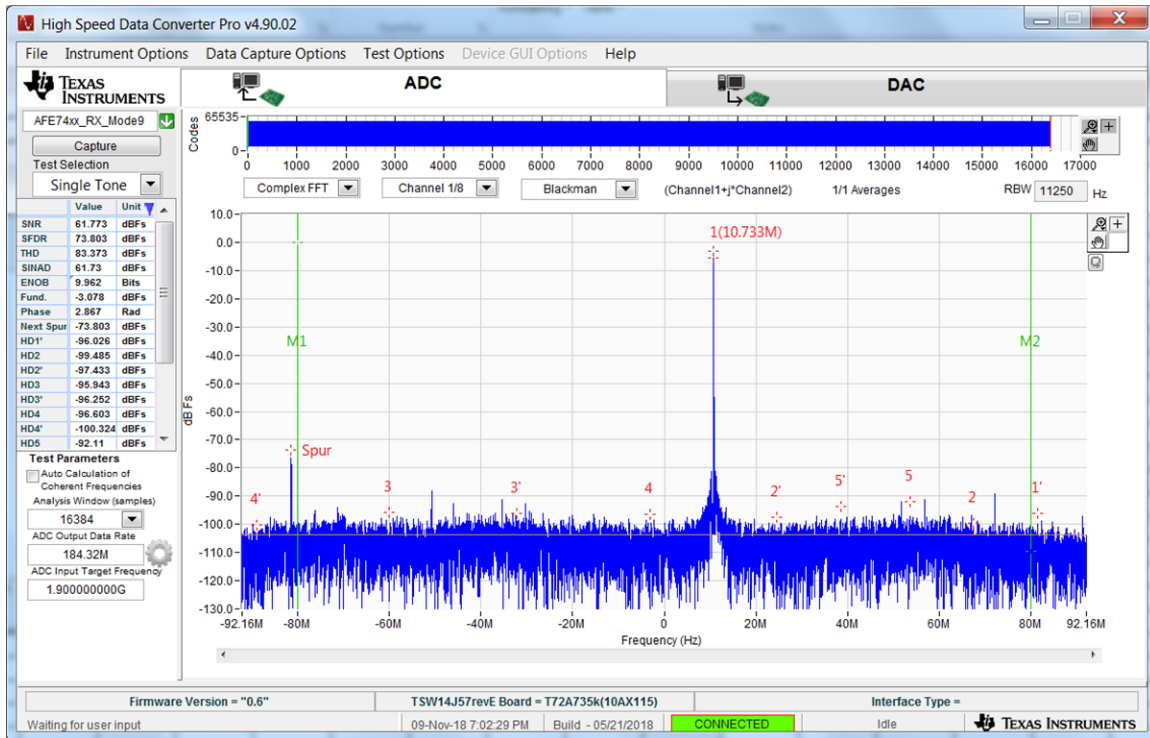 High Speed Data Converter Pro v4.90.02
File Instrument Options Data Capture Options Test Options Device GUI Options Help
TEXAS INSTRUMENTS
ADC
DAC
AFE74xx_RX_Mode9
Capture
Test Selection
Single Tone
Value Unit
SNR 61.773 dBFs
SFDR 73.803 dBFs
THD 83.373 dBFs
SINAD 61.73 dBFs
ENOB 9.962 Bits
Fund. -3.078 dBFs
Phase 2.867 Rad
Next Spur -73.803 dBFs
HD1' -96.026 dBFs
HD2 -99.485 dBFs
HD2' -97.433 dBFs
HD3 -95.943 dBFs
HD3' -96.252 dBFs
HD4 -96.603 dBFs
HD4' -100.324 dBFs
HD5 -92.11 dBFs
Test Parameters
Auto Calculation of
Coherent Frequencies
Analysis Window (samples)
16384
ADC Output Data Rate
184.32M
ADC Input Target Frequency
1.900000000G
Codes
65535
0
0 1000 2000 3000 4000 5000 6000 7000 8000 9000 10000 11000 12000 13000 14000 15000 16000 17000
Complex FFT Channel 1/8 Blackman (Channel1+j*Channel2) 1/1 Averages RBW 11250 Hz
10.0
0.0
-10.0
-20.0
-30.0
-40.0
-50.0
-60.0
-70.0
-80.0
-90.0
-100.0
-110.0
-120.0
-130.0
dB Fs
1(10.733M)
M1
M2
Spur
4'
3
3'
4
2'
5'
5
2
1'
-92.16M -80M -60M -40M -20M 0 20M 40M 60M 80M 92.16M
Frequency (Hz)
Firmware Version = "0.6" TSW14J57revE Board = T72A735k(10AX115) Interface Type =
Waiting for user input 09-Nov-18 7:02:29 PM Build - 05/21/2018 CONNECTED Idle TEXAS INSTRUMENTS